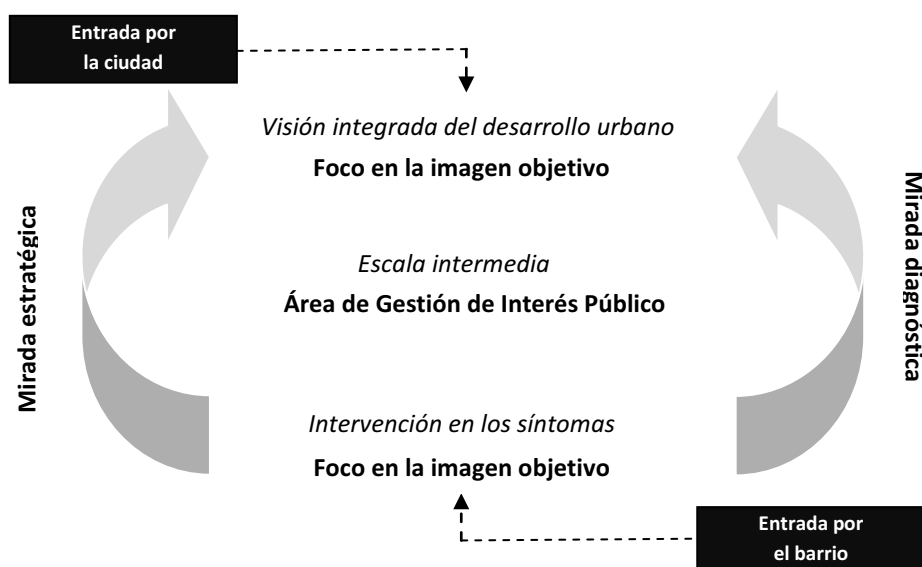 Entrada por
la ciudad
Visión integrada del desarrollo urbano
Foco en la imagen objetivo
Mirada estratégica
Mirada diagnóstica
Escala intermedia
Área de Gestión de Interés Público
Intervención en los síntomas
Foco en la imagen objetivo
Entrada por
el barrio